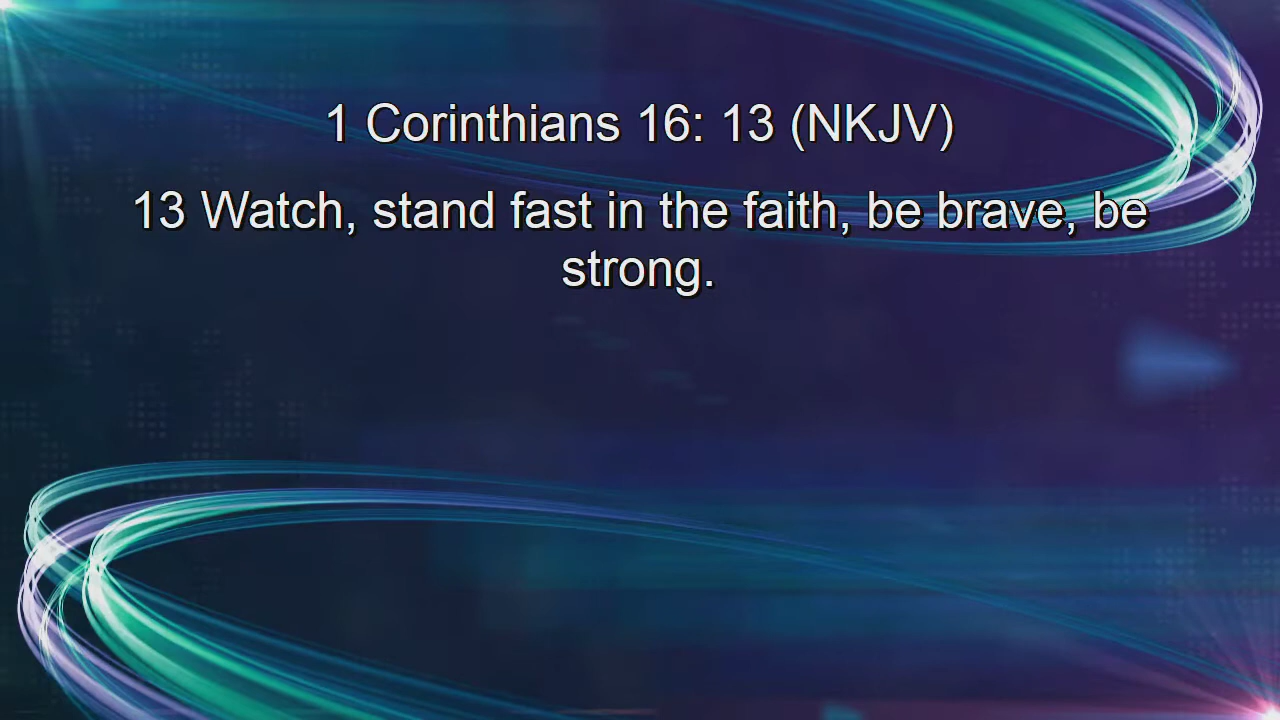 1 Corinthians 16: 13 (NKJV)
13 Watch, stand fast in the faith, be brave, be
strong.